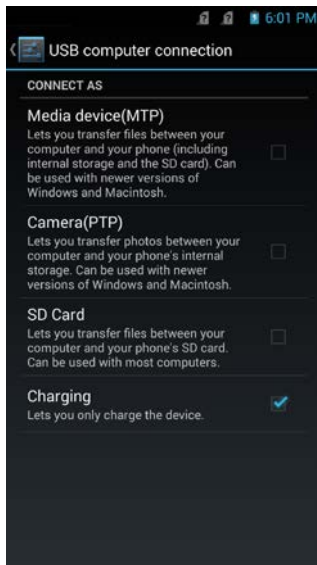 6:01 PM
USB computer connection
CONNECT AS
Media device(MTP)
Lets you transfer files between your
computer and your phone (including
internal storage and the SD card). Can
be used with newer versions of
Windows and Macintosh.
Camera(PTP)
Lets you transfer photos between your
computer and your phone's internal
storage. Can be used with newer
versions of Windows and Macintosh.
SD Card
Lets you transfer files between your
computer and your phone's SD card.
Can be used with most computers.
Charging
Lets you only charge the device.